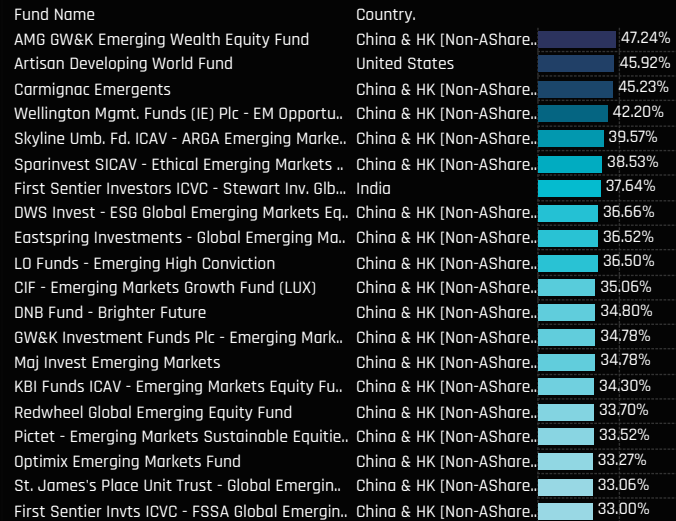 Fund Name Country.
AMG GW&K Emerging Wealth Equity Fund China & HK [Non-AShare.. 47.24%
Artisan Developing World Fund United States 45.92%
Carmignac Emergents China & HK [Non-AShare.. 45.23%
Wellington Mgmt. Funds (IE) Plc - EM Opportu.. China & HK [Non-AShare.. 42.20%
Skyline Umb. Fd. ICAV - ARGA Emerging Marke.. China & HK [Non-AShare.. 39.57%
Sparinvest SICAV - Ethical Emerging Markets .. China & HK [Non-AShare.. 38.53%
First Sentier Investors ICVC - Stewart Inv. Glb... India 37.64%
DWS Invest - ESG Global Emerging Markets Eq.. China & HK [Non-AShare.. 36.66%
Eastspring Investments - Global Emerging Ma.. China & HK [Non-AShare.. 36.52%
LO Funds - Emerging High Conviction China & HK [Non-AShare.. 36.50%
CIF - Emerging Markets Growth Fund (LUX) China & HK [Non-AShare.. 35.06%
DNB Fund - Brighter Future China & HK [Non-AShare.. 34.80%
GW&K Investment Funds Plc - Emerging Mark.. China & HK [Non-AShare.. 34.78%
Maj Invest Emerging Markets China & HK [Non-AShare.. 34.78%
KBI Funds ICAV - Emerging Markets Equity Fu.. China & HK [Non-AShare.. 34.30%
Redwheel Global Emerging Equity Fund China & HK [Non-AShare.. 33.70%
Pictet - Emerging Markets Sustainable Equitie.. China & HK [Non-AShare.. 33.52%
Optimix Emerging Markets Fund China & HK [Non-AShare.. 33.27%
St. James's Place Unit Trust - Global Emergin.. China & HK [Non-AShare.. 33.06%
First Sentier Invts ICVC - FSSA Global Emergin.. China & HK [Non-AShare.. 33.00%